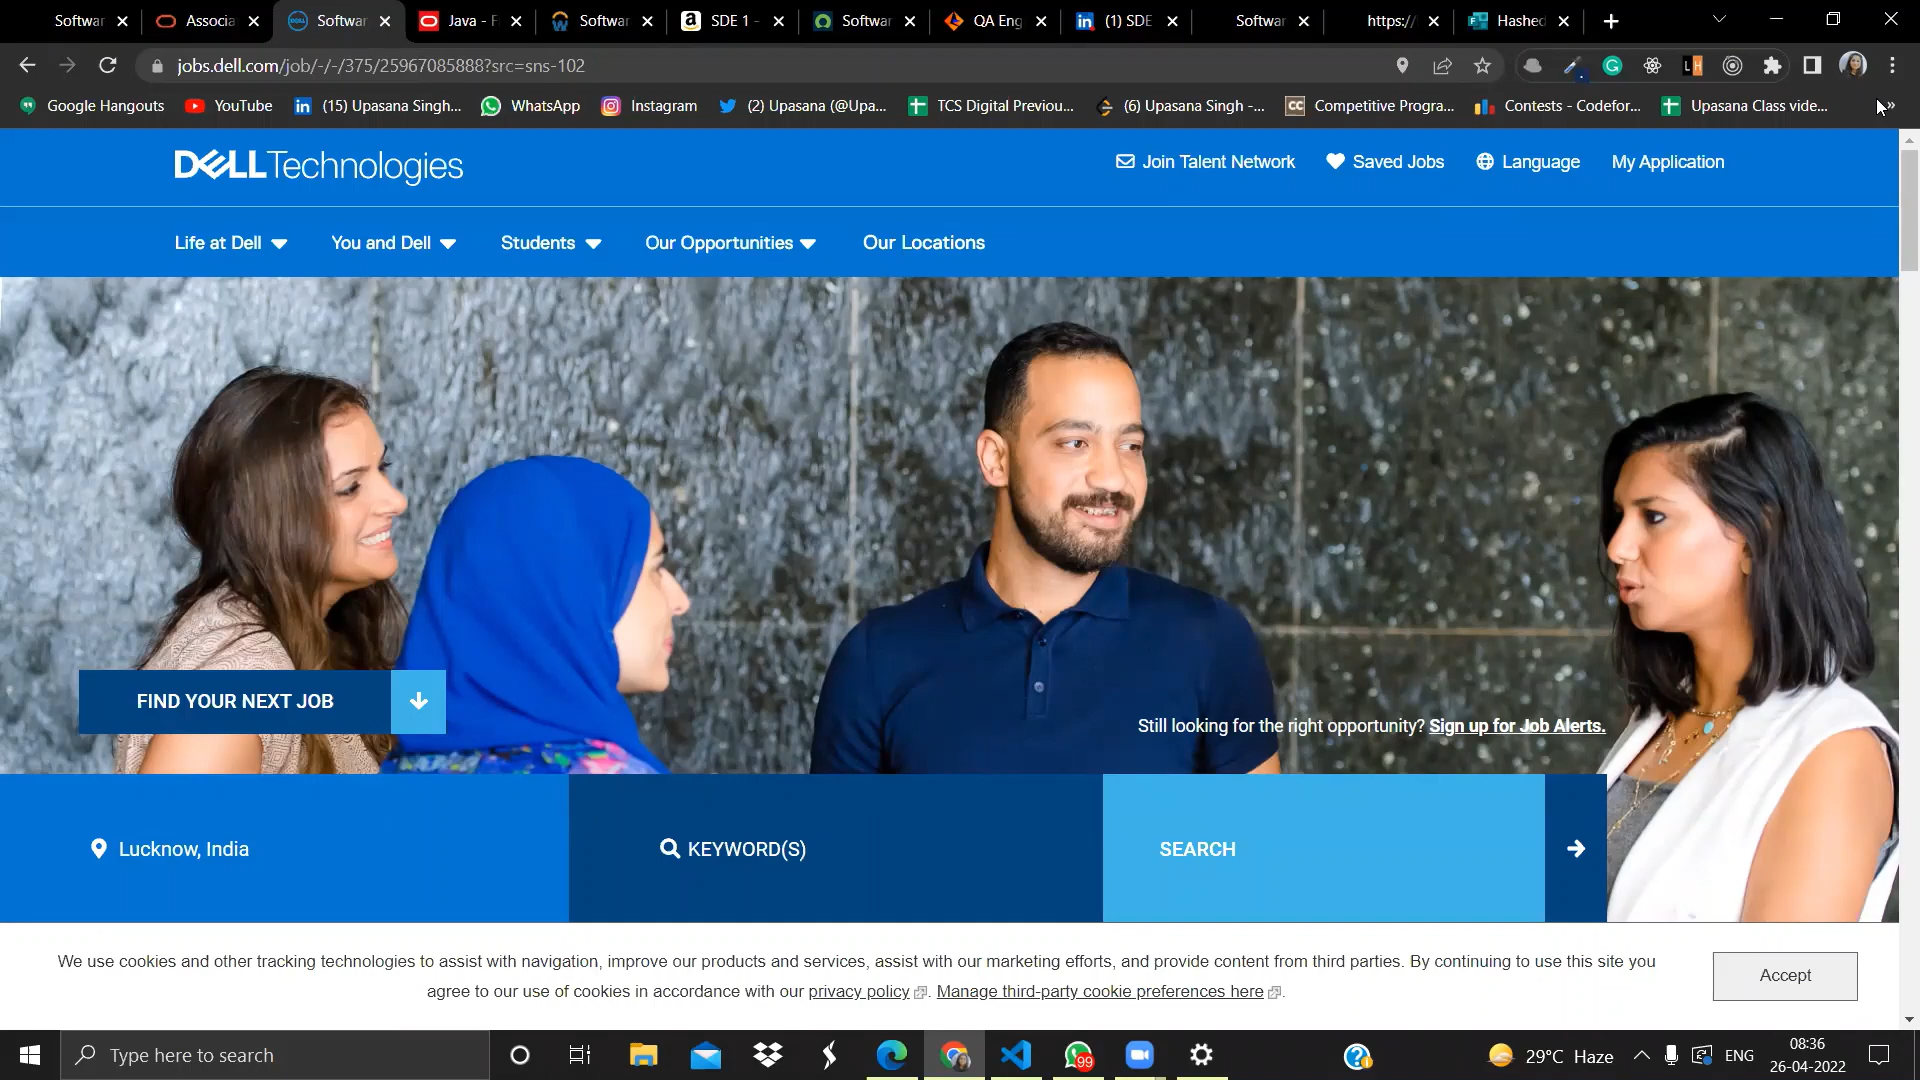 Softwar Associa Softwar Java - F Softwar SDE 1 - Softwar QA Eng (1) SDE Softwar https:// Hashed
jobs.dell.com/job/-/-/375/25967085888?src=sns-102
Google Hangouts YouTube (15) Upasana Singh... WhatsApp Instagram (2) Upasana (@Upa... TCS Digital Previou... (6) Upasana Singh -... Competitive Progra... Contests - Codefor... Upasana Class vide... »
DELLTechnologies Join Talent Network Saved Jobs Language My Application
Life at Dell You and Dell Students Our Opportunities Our Locations
FIND YOUR NEXT JOB
Still looking for the right opportunity? Sign up for Job Alerts.
Lucknow, India KEYWORD(S) SEARCH
We use cookies and other tracking technologies to assist with navigation, improve our products and services, assist with our marketing efforts, and provide content from third parties. By continuing to use this site you
agree to our use of cookies in accordance with our privacy policy. Manage third-party cookie preferences here.
Accept
Type here to search 99 29°C Haze ENG 08:36
26-04-2022